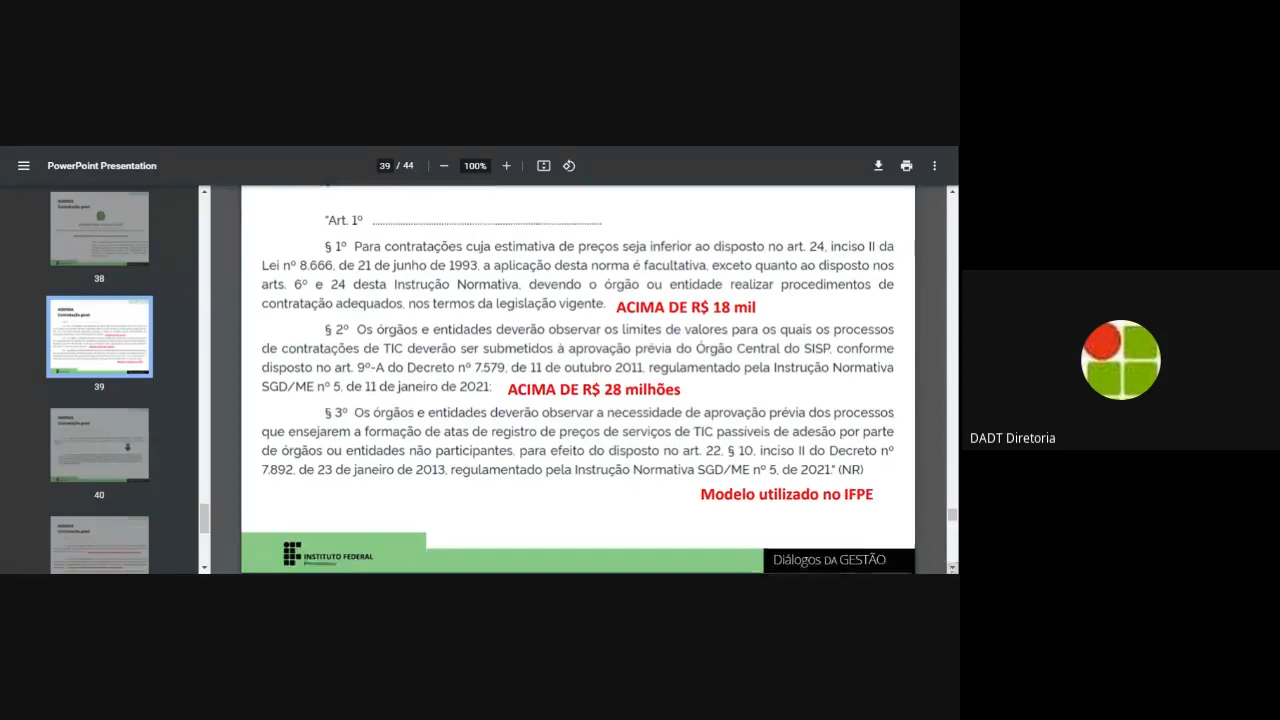 PowerPoint Presentation
39 / 44
100%
38
39
40
"Art. 1º ............................................................................
§ 1º Para contratações cuja estimativa de preços seja inferior ao disposto no art. 24, inciso II da
Lei nº 8.666, de 21 de junho de 1993, a aplicação desta norma é facultativa, exceto quanto ao disposto nos
arts. 6º e 24 desta Instrução Normativa, devendo o órgão ou entidade realizar procedimentos de
contratação adequados, nos termos da legislação vigente. ACIMA DE R$ 18 mil
§ 2º Os órgãos e entidades deverão observar os limites de valores para os quais os processos
de contratações de TIC deverão ser submetidos à aprovação prévia do Órgão Central do SISP, conforme
disposto no art. 9º-A do Decreto nº 7.579, de 11 de outubro 2011, regulamentado pela Instrução Normativa
SGD/ME nº 5, de 11 de janeiro de 2021; ACIMA DE R$ 28 milhões
§ 3º Os órgãos e entidades deverão observar a necessidade de aprovação prévia dos processos
que ensejarem a formação de atas de registro de preços de serviços de TIC passíveis de adesão por parte
de órgãos ou entidades não participantes, para efeito do disposto no art. 22, § 10, inciso II do Decreto nº
7.892, de 23 de janeiro de 2013, regulamentado pela Instrução Normativa SGD/ME nº 5, de 2021." (NR)
Modelo utilizado no IFPE
INSTITUTO FEDERAL
Diálogos DA GESTÃO
DADT Diretoria